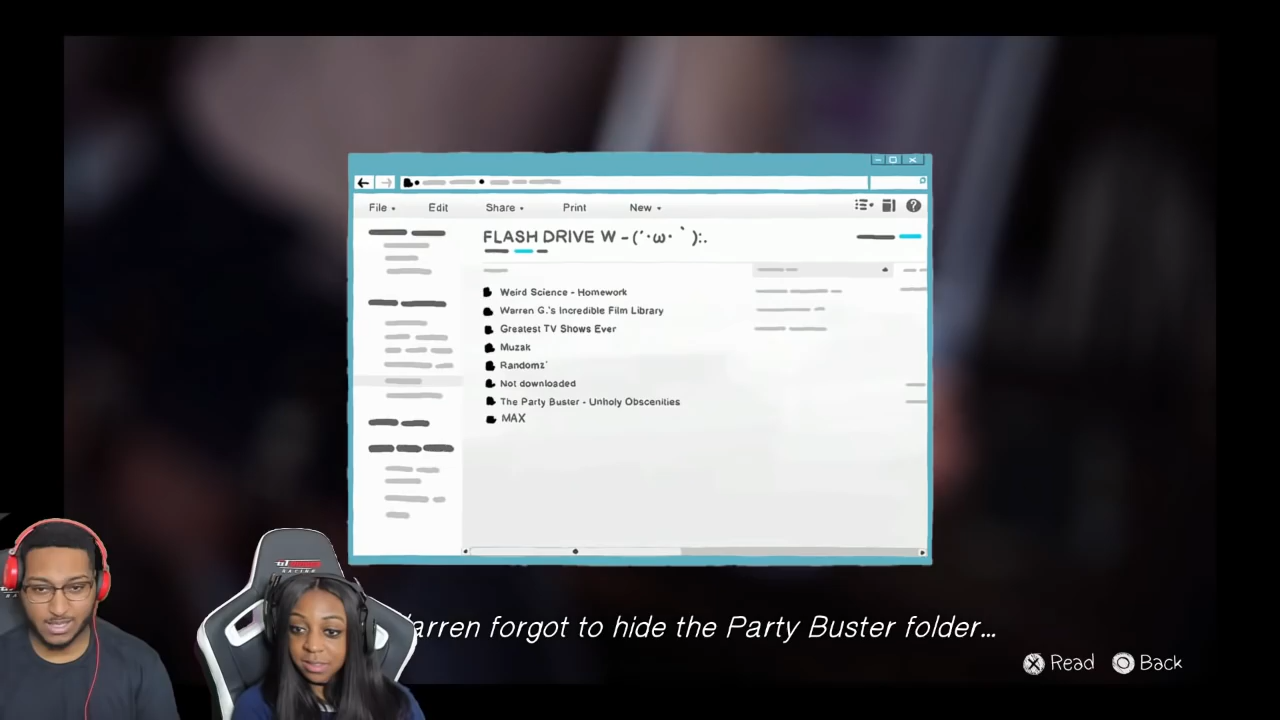 File Edit Share Print New
FLASH DRIVE W - (´･ω･｀):.
Weird Science - Homework
Warren G.'s Incredible Film Library
Greatest TV Shows Ever
Muzak
Randomz'
Not downloaded
The Party Buster - Unholy Obscenities
MAX
forgot to hide the Party Buster folder...
Read Back
RACING